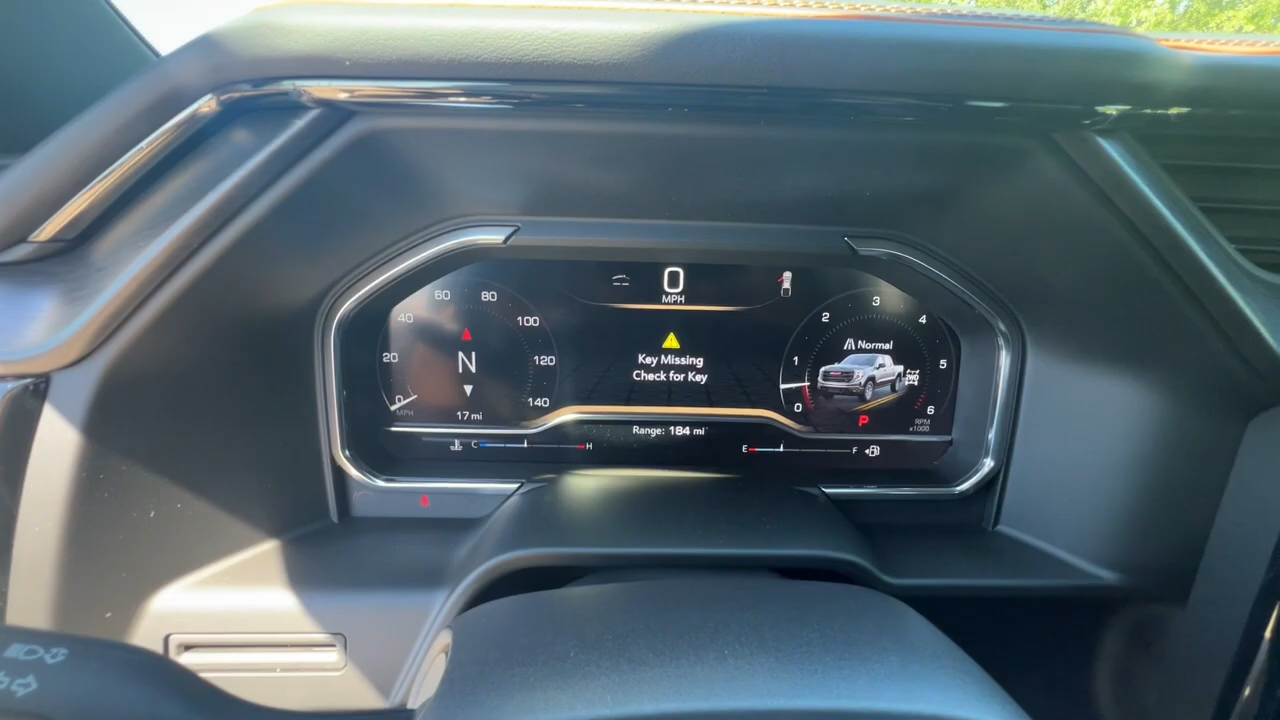 0
MPH
60 80
40 100
20 120
0 140
MPH
N
17 mi
Key Missing
Check for Key
Range: 184 mi
C H
E F
3
2 4
1 5
0 6
Normal
2WD
P
RPM
x1000